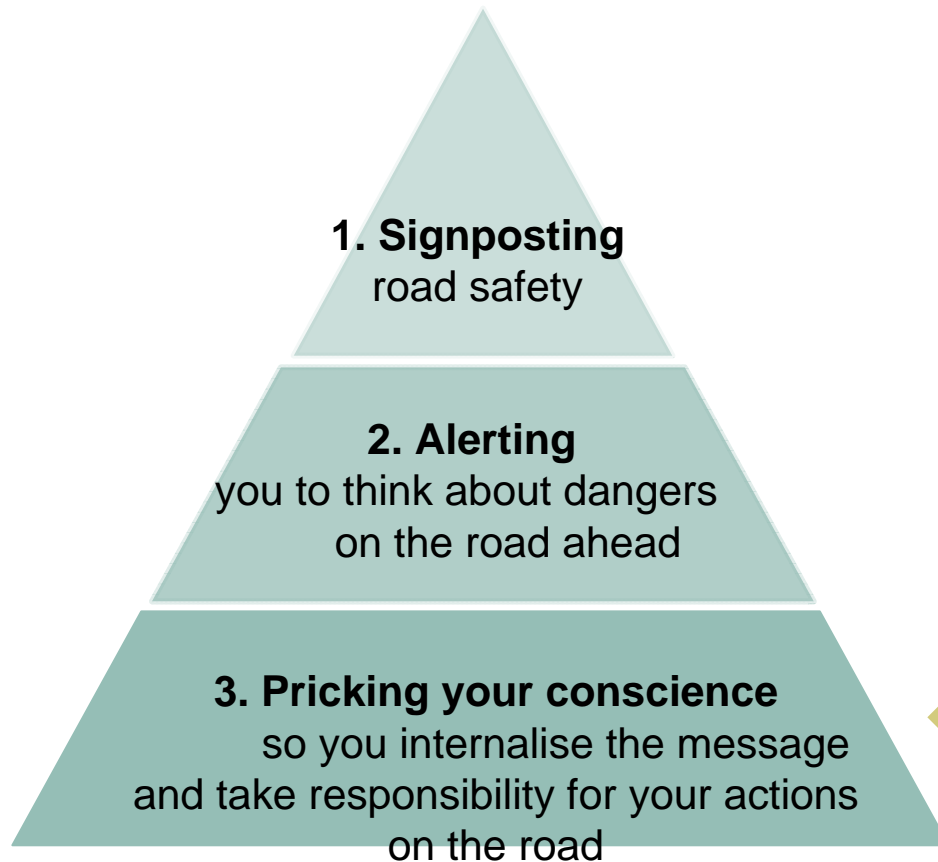 1. Signposting
road safety
2. Alerting
you to think about dangers
on the road ahead
3. Pricking your conscience
so you internalise the message
and take responsibility for your actions
on the road